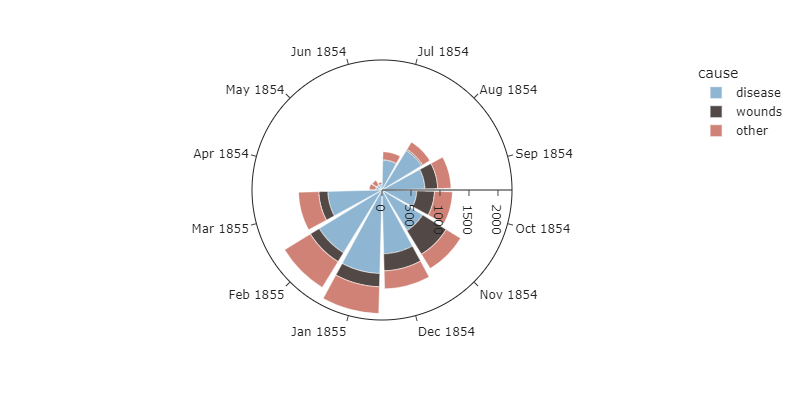 Jun 1854
Jul 1854
May 1854
Aug 1854
Apr 1854
Sep 1854
Mar 1855
Oct 1854
Feb 1855
Nov 1854
Jan 1855
Dec 1854
0
500
1000
1500
2000
cause
disease
wounds
other